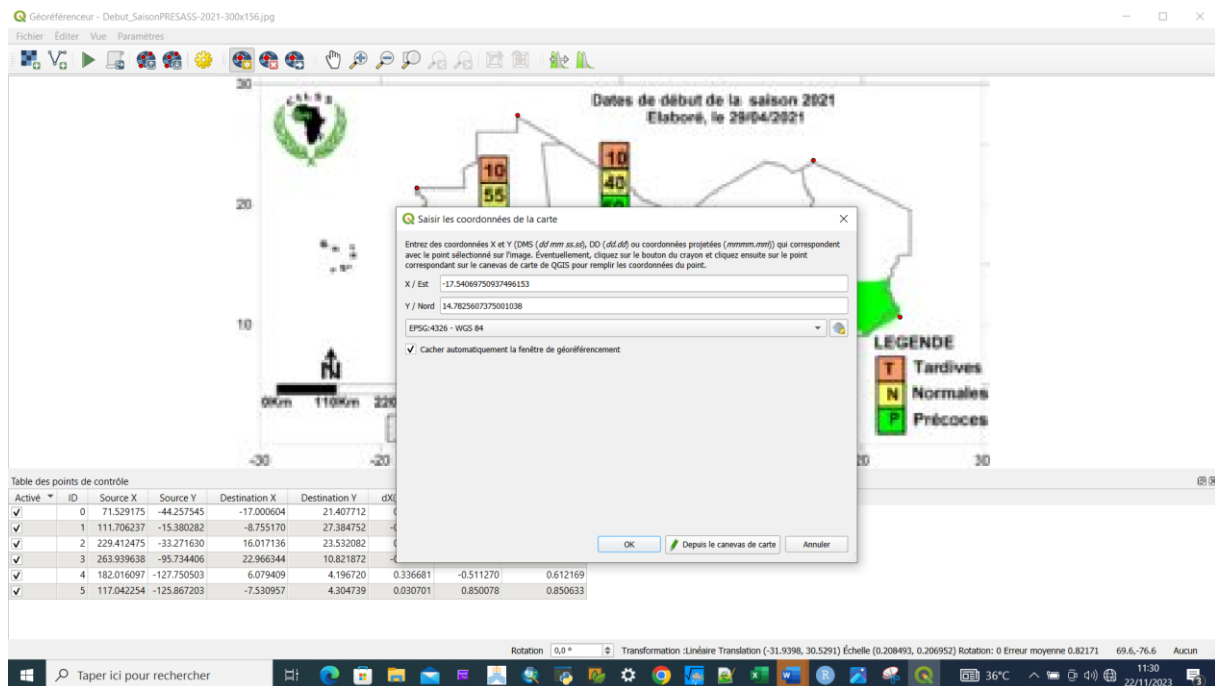 Géoréférenceur - Debut_SaisonPRESASS-2021-300x156.jpg
Fichier Éditer Vue Paramètres
30
Dates de début de la saison 2021
Elaboré, le 29/04/2021
10
10
40
55
20
Saisir les coordonnées de la carte
Entrez des coordonnées X et Y (DMS (dd mm ss.ss), DD (dd.dd) ou coordonnées projetées (mmmm.mm)) qui correspondent
avec le point sélectionné sur l'image. Éventuellement, cliquez sur le bouton du crayon et cliquez ensuite sur le point
correspondant sur le canevas de carte de QGIS pour remplir les coordonnées du point.
X / Est -17.54069750937496153
Y / Nord 14.7825607375001038
EPSG:4326 - WGS 84
Cacher automatiquement la fenêtre de géoréférencement
10
LEGENDE
N
T Tardives
N Normales
P Précoces
0Km 110Km 220
-30 -20 20 30
OK Depuis le canevas de carte Annuler
Table des points de contrôle
Activé ID Source X Source Y Destination X Destination Y dX(
0 71.529175 -44.257545 -17.000604 21.407712
1 111.706237 -15.380282 -8.755170 27.384752
2 229.412475 -33.271630 16.017136 23.532082
3 263.939638 -95.734406 22.966344 10.821872
4 182.016097 -127.750503 6.079409 4.196720 0.336681 -0.511270 0.612169
5 117.042254 -125.867203 -7.530957 4.304739 0.030701 0.850078 0.850633
Rotation 0,0 ° Transformation :Linéaire Translation (-31.9398, 30.5291) Échelle (0.208493, 0.206952) Rotation: 0 Erreur moyenne 0.82171 69.6,-76.6 Aucun
Taper ici pour rechercher
36°C
11:30
22/11/2023